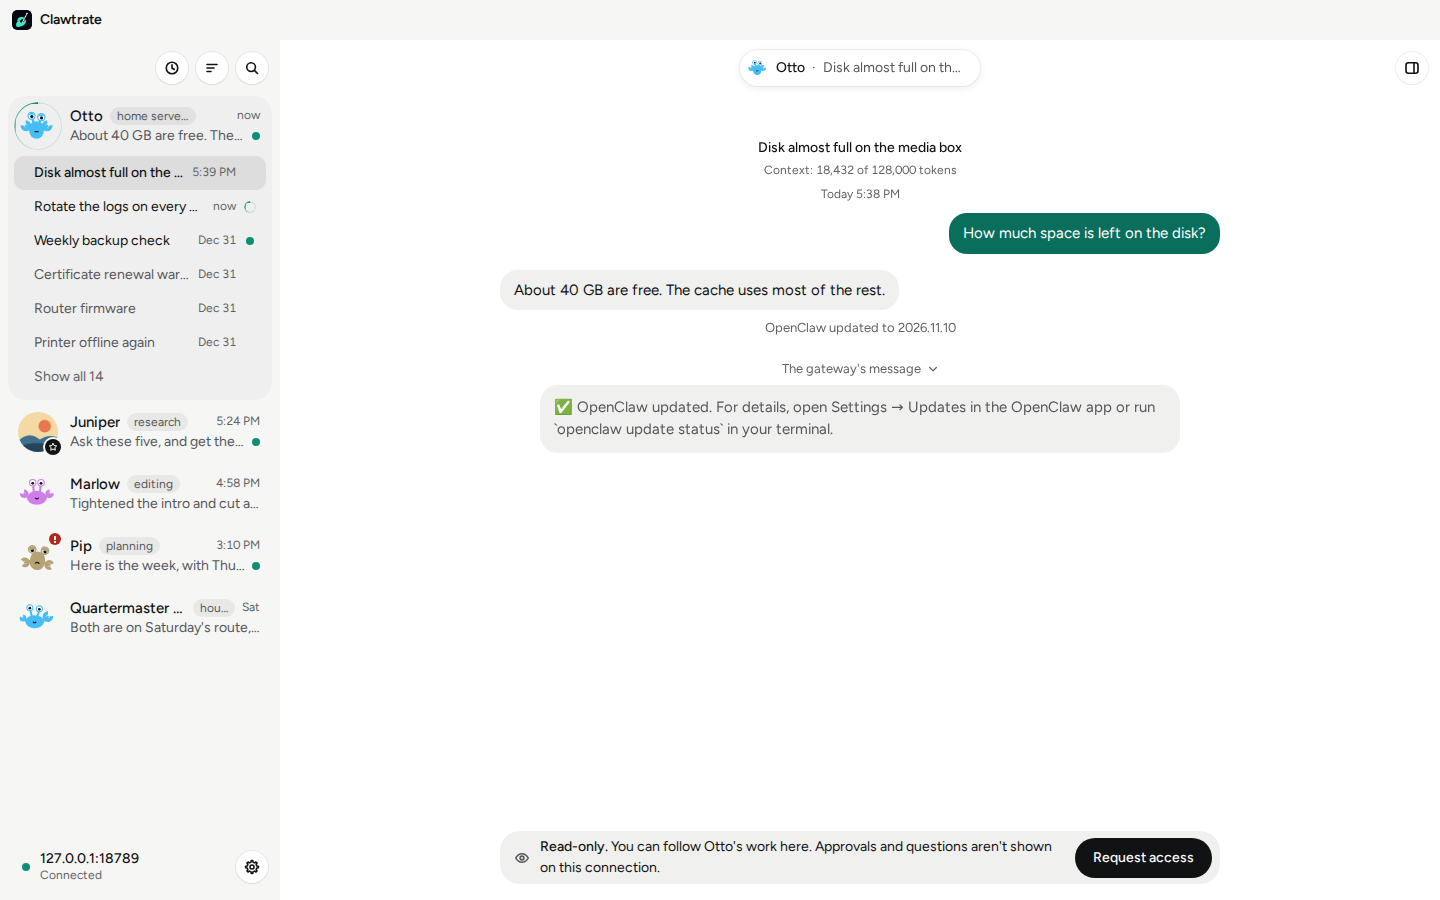 Clawtrate
Otto home serve... now
About 40 GB are free. The...
Disk almost full on the ... 5:39 PM
Rotate the logs on every ... now
Weekly backup check Dec 31
Certificate renewal war... Dec 31
Router firmware Dec 31
Printer offline again Dec 31
Show all 14
Juniper research 5:24 PM
Ask these five, and get the...
Marlow editing 4:58 PM
Tightened the intro and cut a...
Pip planning 3:10 PM
Here is the week, with Thu...
Quartermaster ... hou... Sat
Both are on Saturday's route,...
127.0.0.1:18789
Connected
Otto · Disk almost full on th...
Disk almost full on the media box
Context: 18,432 of 128,000 tokens
Today 5:38 PM
How much space is left on the disk?
About 40 GB are free. The cache uses most of the rest.
OpenClaw updated to 2026.11.10
The gateway's message
✅ OpenClaw updated. For details, open Settings → Updates in the OpenClaw app or run
`openclaw update status` in your terminal.
Read-only. You can follow Otto's work here. Approvals and questions aren't shown
on this connection.
Request access